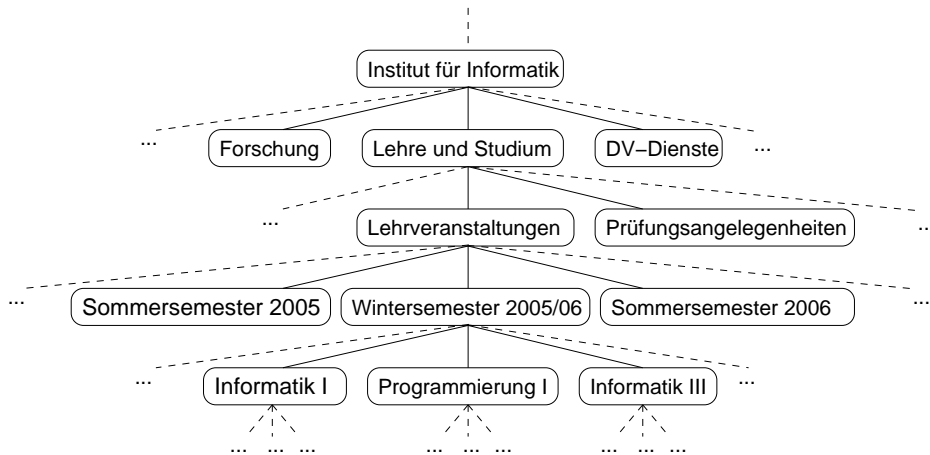 Institut für Informatik
... Forschung Lehre und Studium DV–Dienste ...
... Lehrveranstaltungen Prüfungsangelegenheiten ..
... Sommersemester 2005 Wintersemester 2005/06 Sommersemester 2006 ...
... Informatik I Programmierung I Informatik III ...
... ... ... ... ... ... ... ... ...